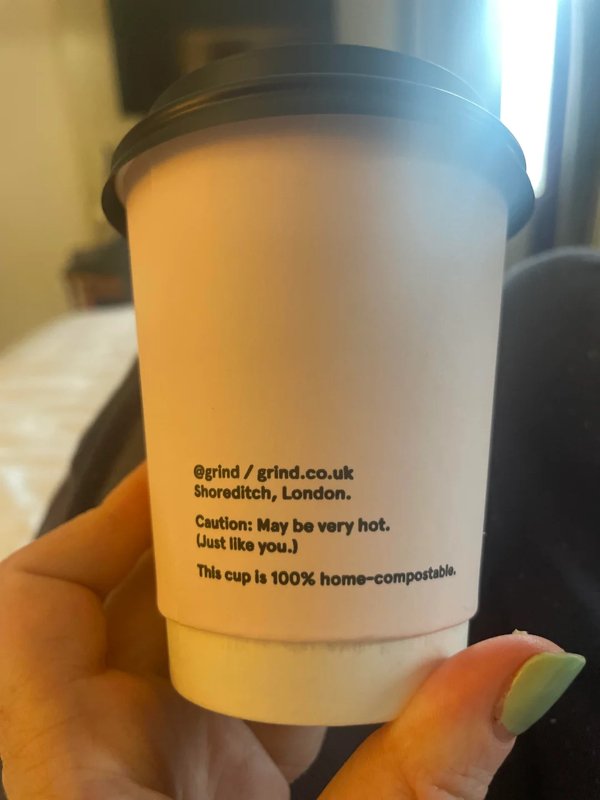 @grind / grind.co.uk
Shoreditch, London.
Caution: May be very hot.
(Just like you.)
This cup is 100% home-compostable.